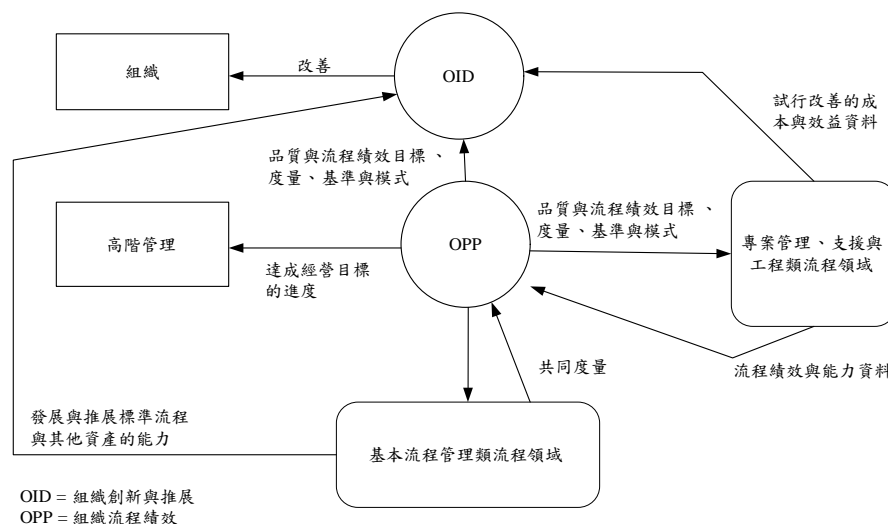 組織
改善
OID
試行改善的成
本與效益資料
品質與流程績效目標、
度量、基準與模式
高階管理
OPP
品質與流程績效目標、
度量、基準與模式
專案管理、支援與
工程類流程領域
達成經營目標
的進度
共同度量
流程績效與能力資料
發展與推展標準流程
與其他資產的能力
基本流程管理類流程領域
OID = 組織創新與推展
OPP = 組織流程績效